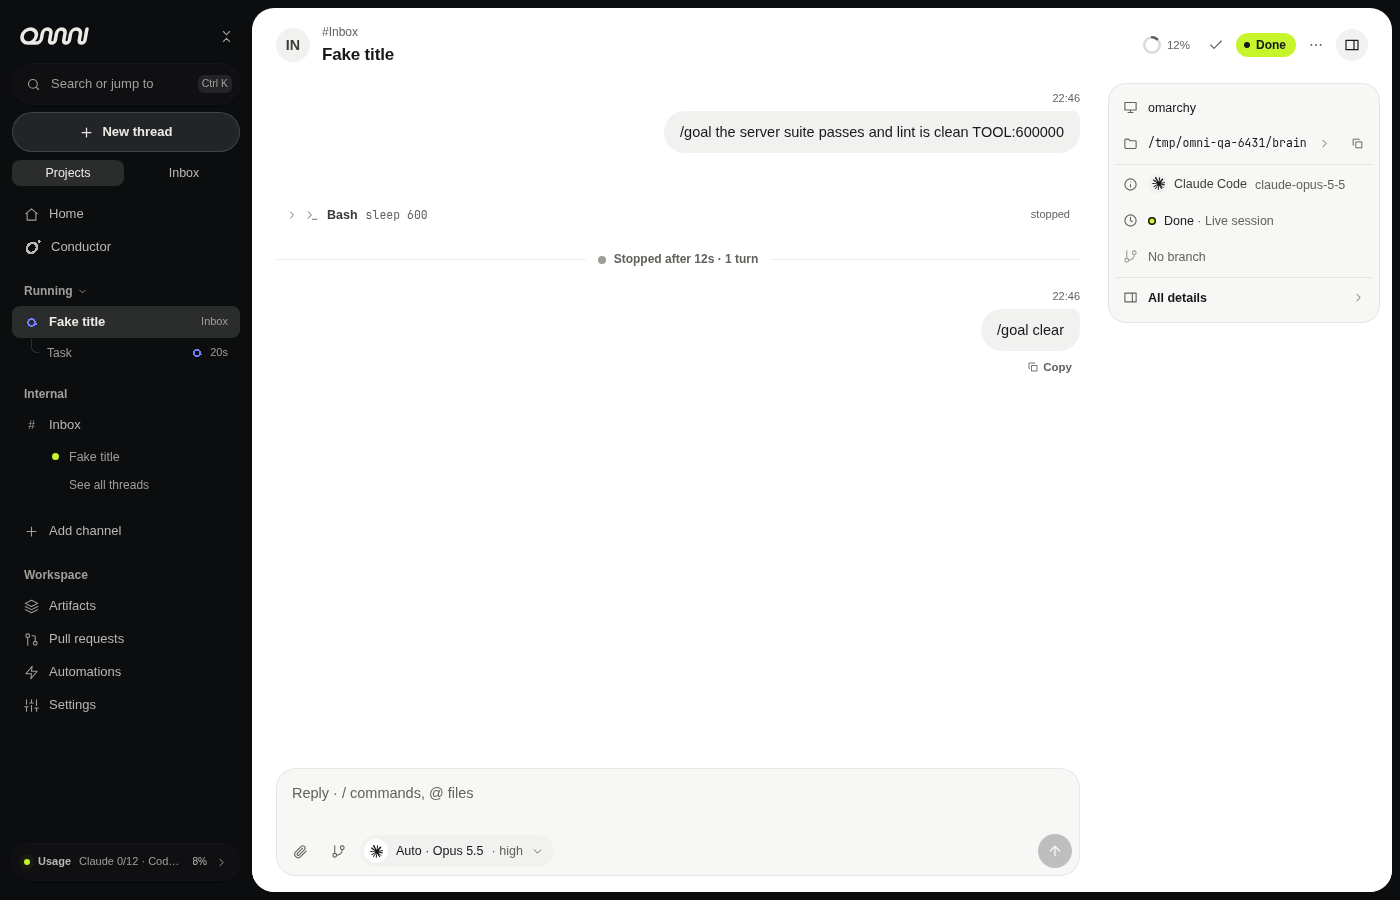 omni
Search or jump to
Ctrl K
New thread
Projects
Inbox
Home
Conductor
Running
Fake title
Inbox
Task
20s
Internal
# Inbox
Fake title
See all threads
Add channel
Workspace
Artifacts
Pull requests
Automations
Settings
Usage Claude 0/12 · Cod… 8%
IN
#Inbox
Fake title
12%
Done
22:46
/goal the server suite passes and lint is clean TOOL:600000
Bash sleep 600
stopped
Stopped after 12s · 1 turn
22:46
/goal clear
Copy
Reply · / commands, @ files
Auto · Opus 5.5 · high
omarchy
/tmp/omni-qa-6431/brain
Claude Code claude-opus-5-5
Done · Live session
No branch
All details